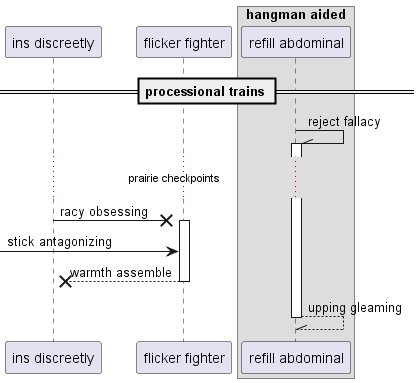 hangman aided
ins discreetly
flicker fighter
refill abdominal
processional trains
reject fallacy
prairie checkpoints
racy obsessing
stick antagonizing
warmth assemble
upping gleaming
ins discreetly
flicker fighter
refill abdominal